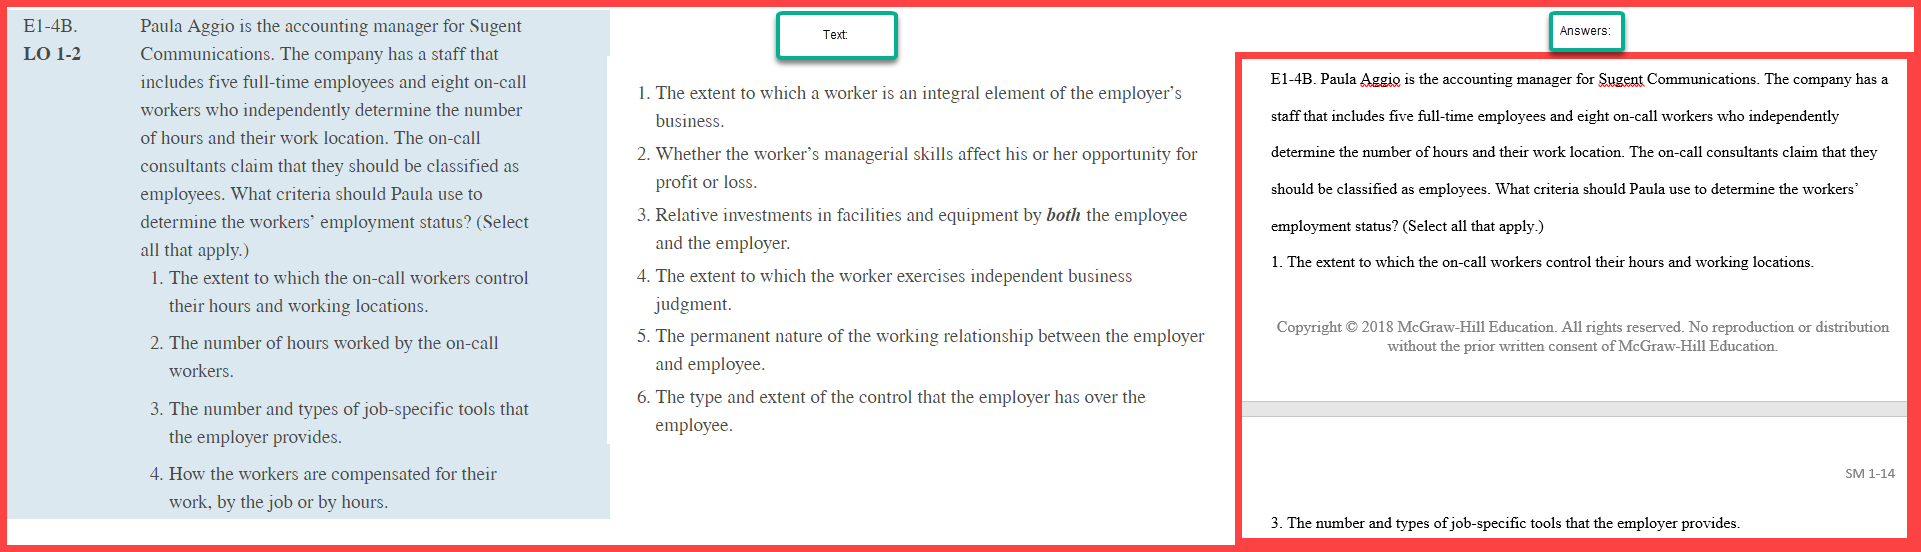 E1-4B.
LO 1-2
Paula Aggio is the accounting manager for Sugent
Communications. The company has a staff that
includes five full-time employees and eight on-call
workers who independently determine the number
of hours and their work location. The on-call
consultants claim that they should be classified as
employees. What criteria should Paula use to
determine the workers' employment status? (Select
all that apply.)
1. The extent to which the on-call workers control
their hours and working locations.
2. The number of hours worked by the on-call
workers.
3. The number and types of job-specific tools that
the employer provides.
4. How the workers are compensated for their
work, by the job or by hours.
Text:
1. The extent to which a worker is an integral element of the employer's
business.
2. Whether the worker's managerial skills affect his or her opportunity for
profit or loss.
3. Relative investments in facilities and equipment by both the employee
and the employer.
4. The extent to which the worker exercises independent business
judgment.
5. The permanent nature of the working relationship between the employer
and employee.
6. The type and extent of the control that the employer has over the
employee.
Answers:
E1-4B. Paula Aggio is the accounting manager for Sugent Communications. The company has a
staff that includes five full-time employees and eight on-call workers who independently
determine the number of hours and their work location. The on-call consultants claim that they
should be classified as employees. What criteria should Paula use to determine the workers'
employment status? (Select all that apply.)
1. The extent to which the on-call workers control their hours and working locations.
Copyright © 2018 McGraw-Hill Education. All rights reserved. No reproduction or distribution
without the prior written consent of McGraw-Hill Education.
SM 1-14
3. The number and types of job-specific tools that the employer provides.